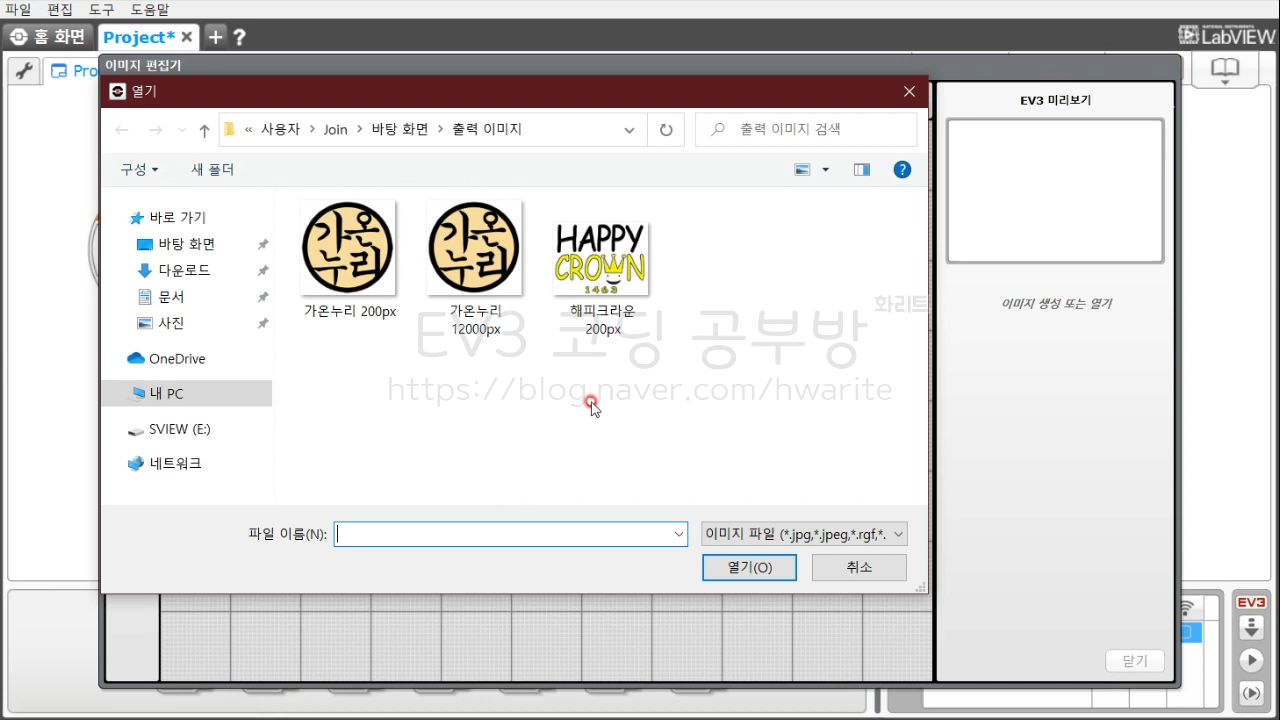 파일 편집 도구 도움말
홈 화면 Project* × + ?
NATIONAL INSTRUMENTS
LabVIEW
Pro
이미지 편집기
열기
« 사용자 > Join > 바탕 화면 > 출력 이미지
출력 이미지 검색
구성 새 폴더
바로 가기
바탕 화면
다운로드
문서
사진
OneDrive
내 PC
SVIEW (E:)
네트워크
가온
누리
가온누리 200px
가온
누리
가온누리
12000px
HAPPY
CROWN
1463
해피크라운
200px
화리트
EV3 코딩 공부방
https://blog.naver.com/hwarite
파일 이름(N):
이미지 파일 (*.jpg,*.jpeg,*.rgf,*.
열기(O) 취소
EV3 미리보기
이미지 생성 또는 열기
닫기
EV3